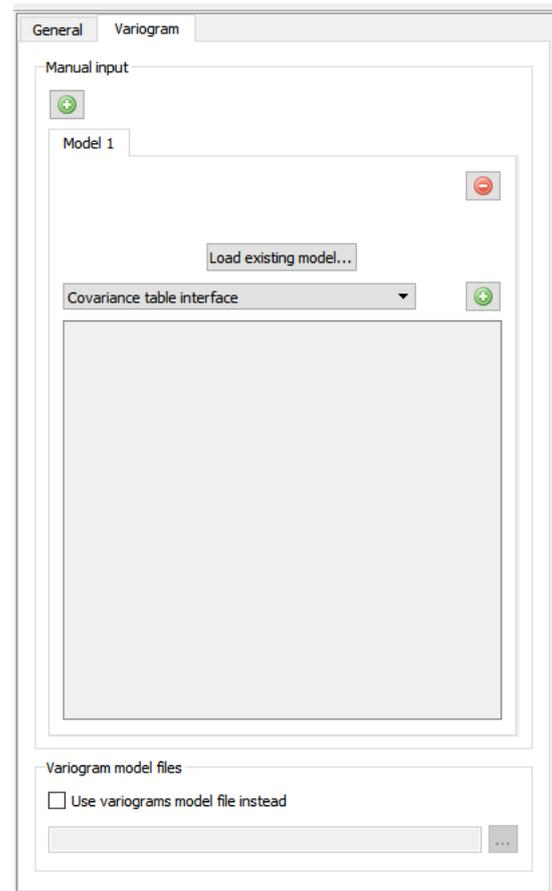 General Variogram
Manual input
Model 1
Load existing model...
Covariance table interface
Variogram model files
Use variograms model file instead
...